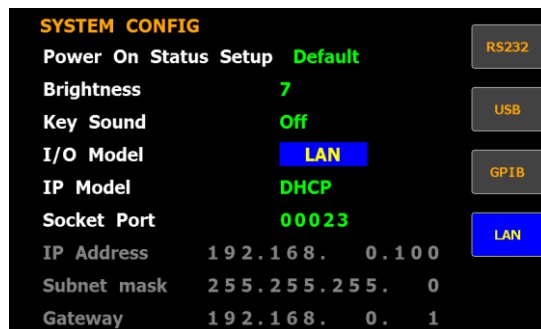 SYSTEM CONFIG
Power On Status Setup Default
Brightness 7
Key Sound Off
I/O Model LAN
IP Model DHCP
Socket Port 00023
IP Address 192.168. 0.100
Subnet mask 255.255.255. 0
Gateway 192.168. 0. 1
RS232
USB
GPIB
LAN